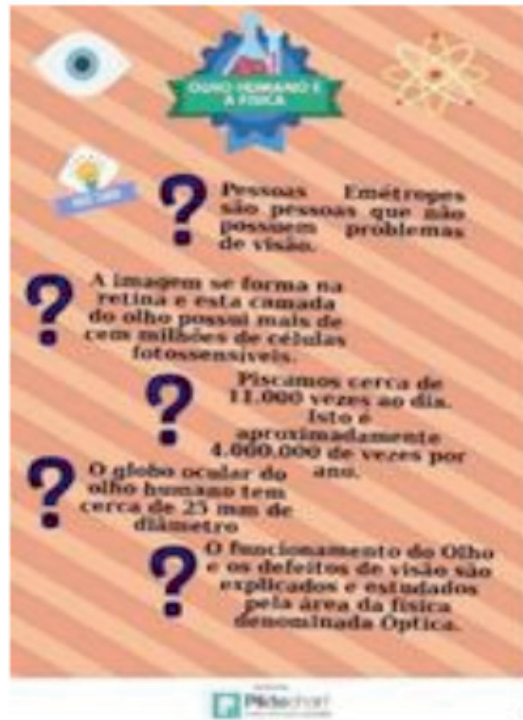 OLHO HUMANO E
A FÍSICA
Pessoas Emétropes
são pessoas que não
possuem problemas
de visão.
A imagem se forma na
retina e esta camada
do olho possui mais de
cem milhões de células
fotossensíveis.
Piscamos cerca de
11.000 vezes ao dia.
Isto é
aproximadamente
4.000.000 de vezes por
ano.
O globo ocular do
olho humano tem
cerca de 25 mm de
diâmetro
O funcionamento do Olho
e os defeitos de visão são
explicados e estudados
pela área da física
denominada Óptica.
Piktochart